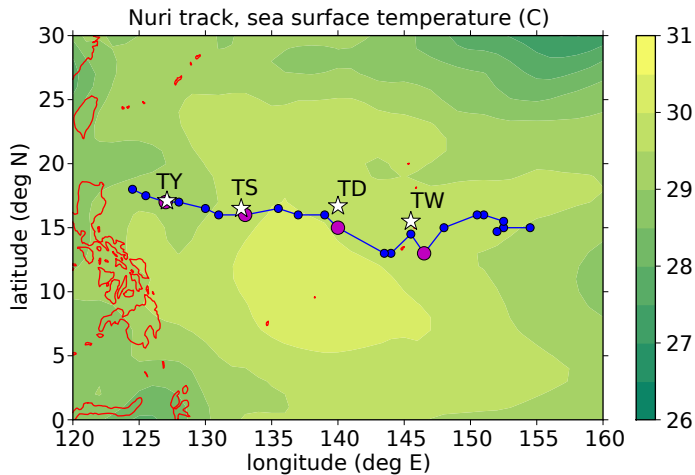 Nuri track, sea surface temperature (C)
30
25
20
15
10
5
0
latitude (deg N)
TY
TS
TD
TW
120 125 130 135 140 145 150 155 160
longitude (deg E)
31
30
29
28
27
26